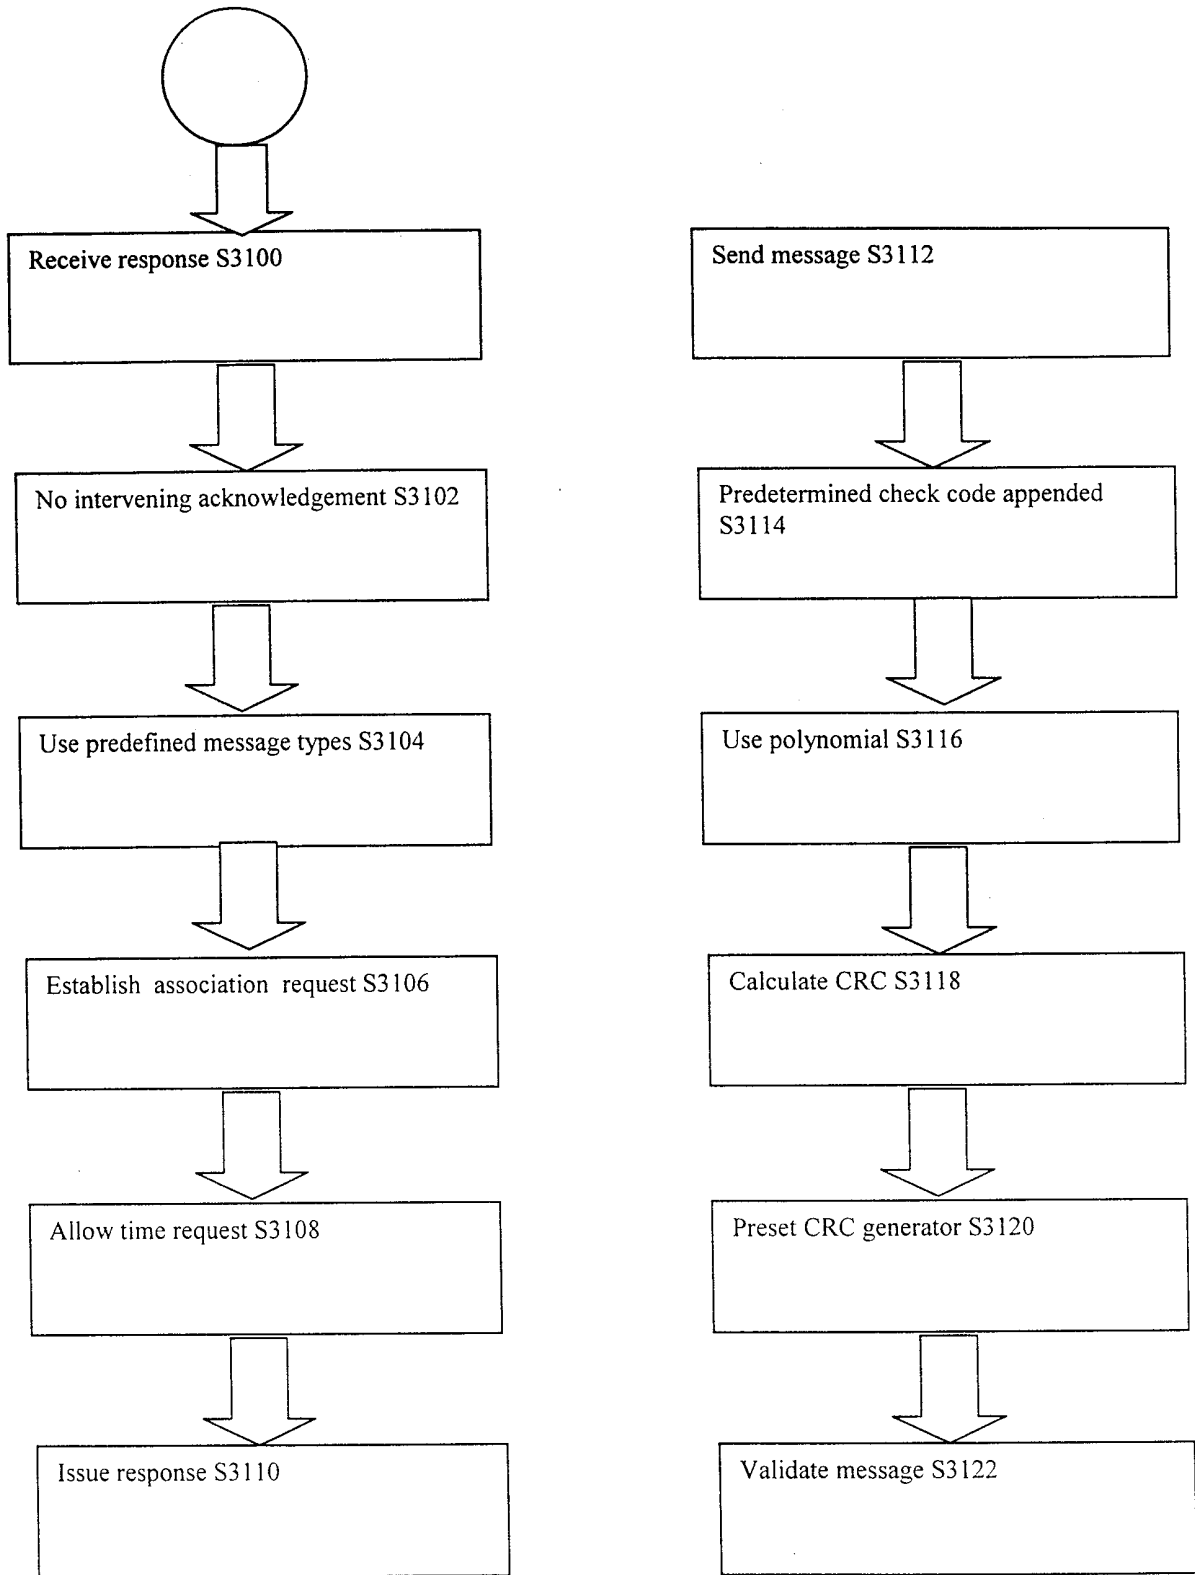 Receive response S3100
No intervening acknowledgement S3102
Use predefined message types S3104
Establish association request S3106
Allow time request S3108
Issue response S3110
Send message S3112
Predetermined check code appended
S3114
Use polynomial S3116
Calculate CRC S3118
Preset CRC generator S3120
Validate message S3122